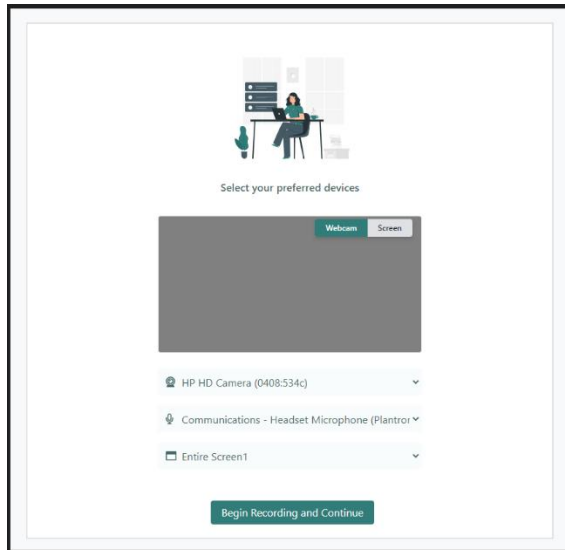 Select your preferred devices
Webcam Screen
HP HD Camera (0408:534c)
Communications - Headset Microphone (Plantror
Entire Screen1
Begin Recording and Continue